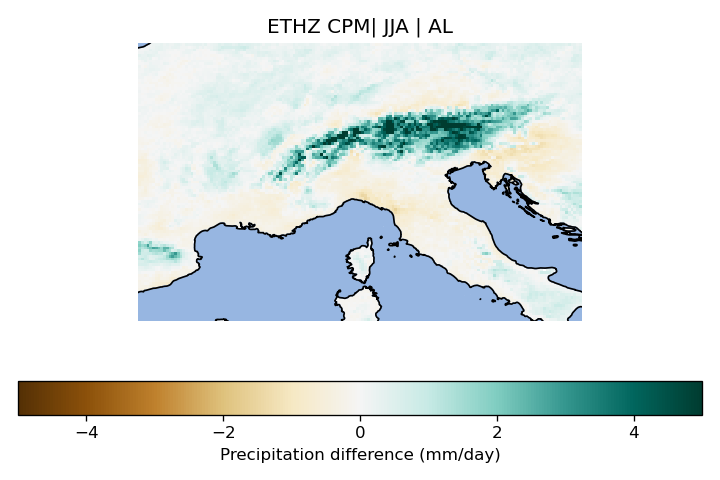 ETHZ CPM| JJA | AL
−4 −2 0 2 4
Precipitation difference (mm/day)